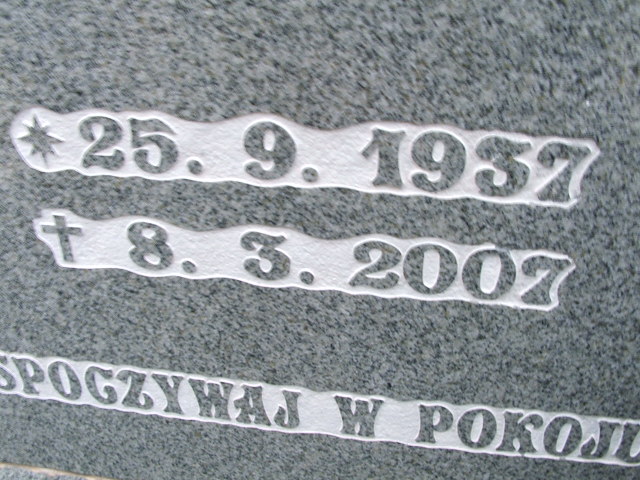 * 25. 9. 1937
† 8. 3. 2007
SPOCZYWAJ W POKOJU